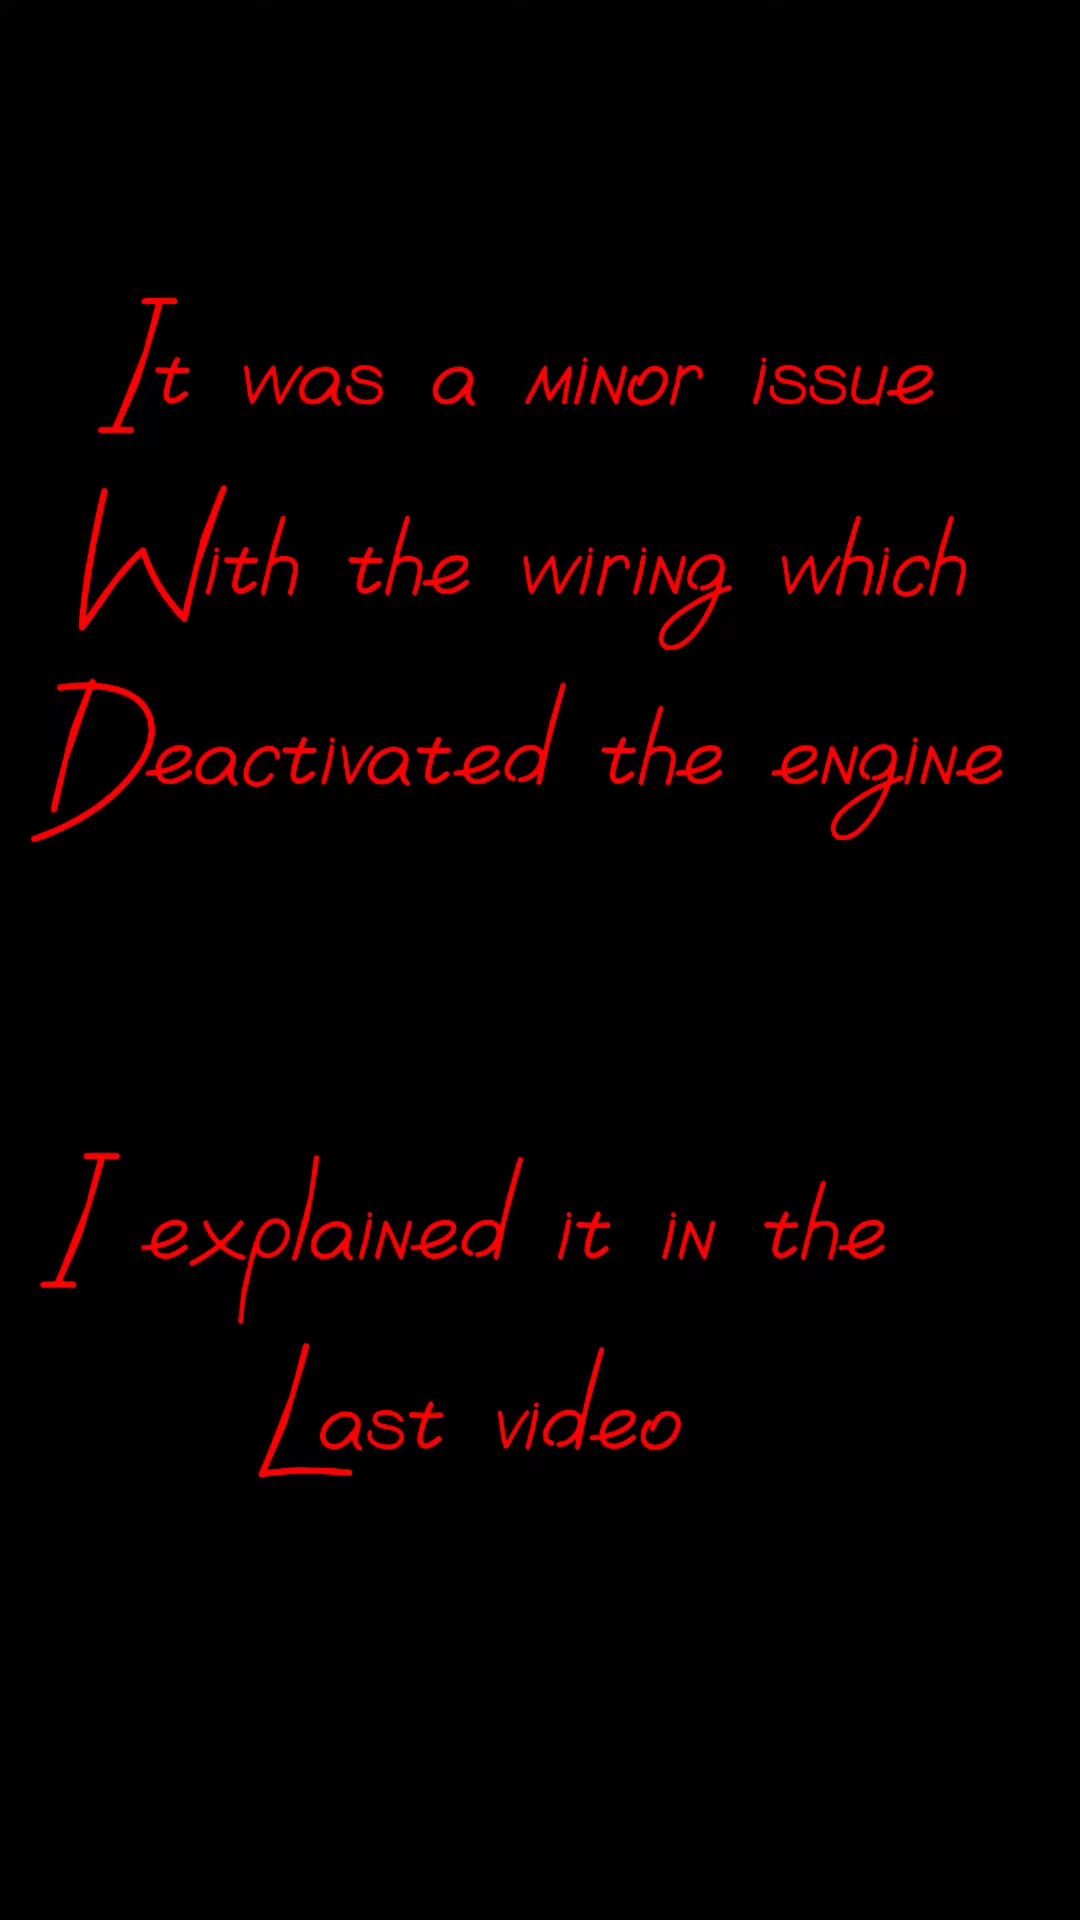 It was a minor issue
With the wiring which
Deactivated the engine
I explained it in the
Last video